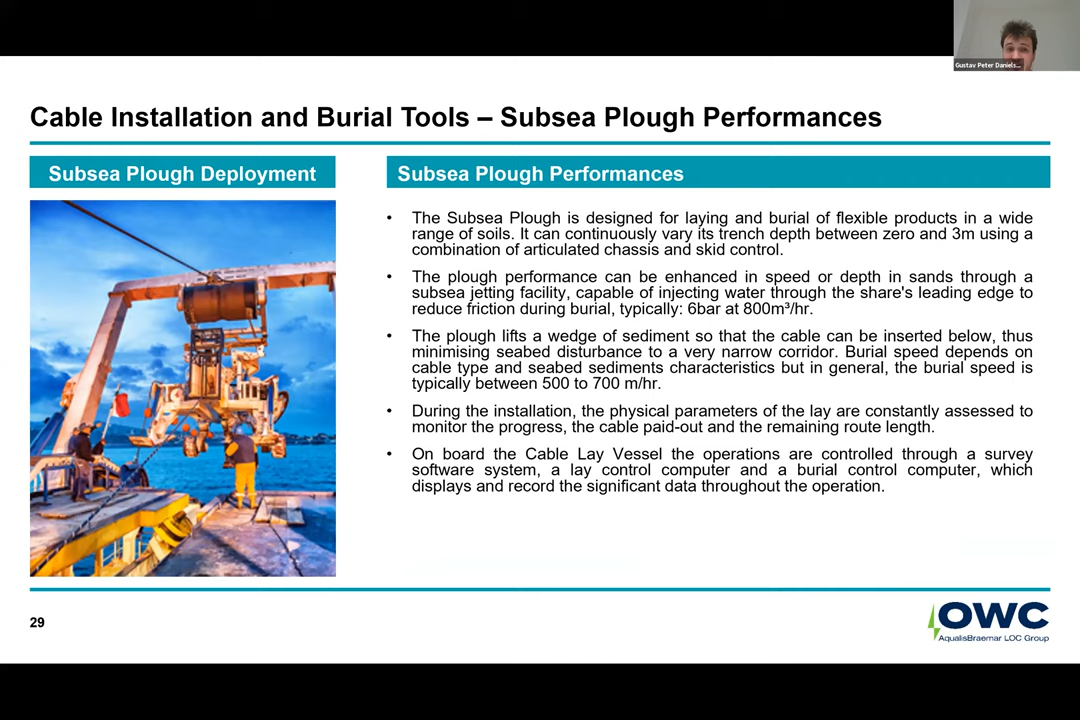 Gustav Peter Daniels...
Cable Installation and Burial Tools – Subsea Plough Performances
Subsea Plough Deployment
Subsea Plough Performances
• The Subsea Plough is designed for laying and burial of flexible products in a wide
range of soils. It can continuously vary its trench depth between zero and 3m using a
combination of articulated chassis and skid control.
• The plough performance can be enhanced in speed or depth in sands through a
subsea jetting facility, capable of injecting water through the share's leading edge to
reduce friction during burial, typically: 6bar at 800m³/hr.
• The plough lifts a wedge of sediment so that the cable can be inserted below, thus
minimising seabed disturbance to a very narrow corridor. Burial speed depends on
cable type and seabed sediments characteristics but in general, the burial speed is
typically between 500 to 700 m/hr.
• During the installation, the physical parameters of the lay are constantly assessed to
monitor the progress, the cable paid-out and the remaining route length.
• On board the Cable Lay Vessel the operations are controlled through a survey
software system, a lay control computer and a burial control computer, which
displays and record the significant data throughout the operation.
29
OWC
AqualisBraemar LOC Group